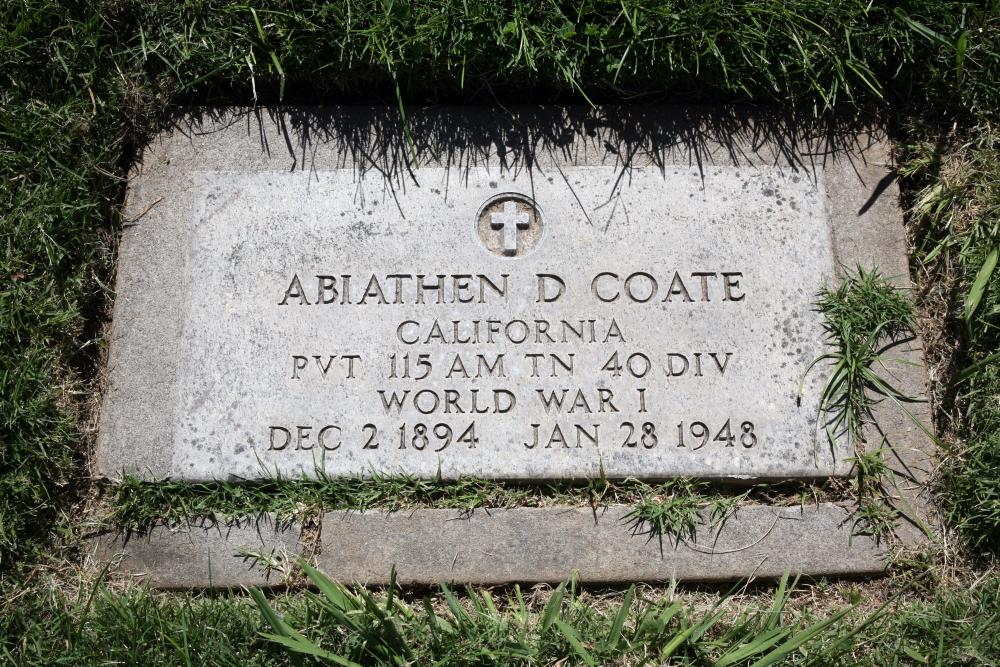 ABIATHEN D COATE
CALIFORNIA
PVT 115 AM TN 40 DIV
WORLD WAR I
DEC 2 1894 JAN 28 1948